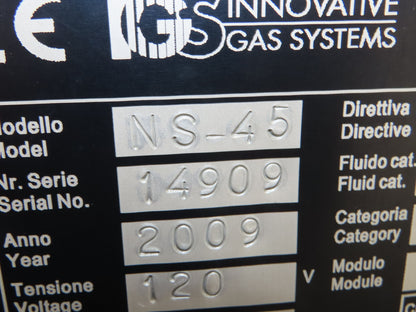 CE IGS INNOVATIVE
GAS SYSTEMS
Modello NS-45 Direttiva
Model Directive
Nr. Serie 14909 Fluido cat.
Serial No. Fluid cat.
Anno 2009 Categoria
Year Category
Tensione 120 V Modulo
Voltage Module